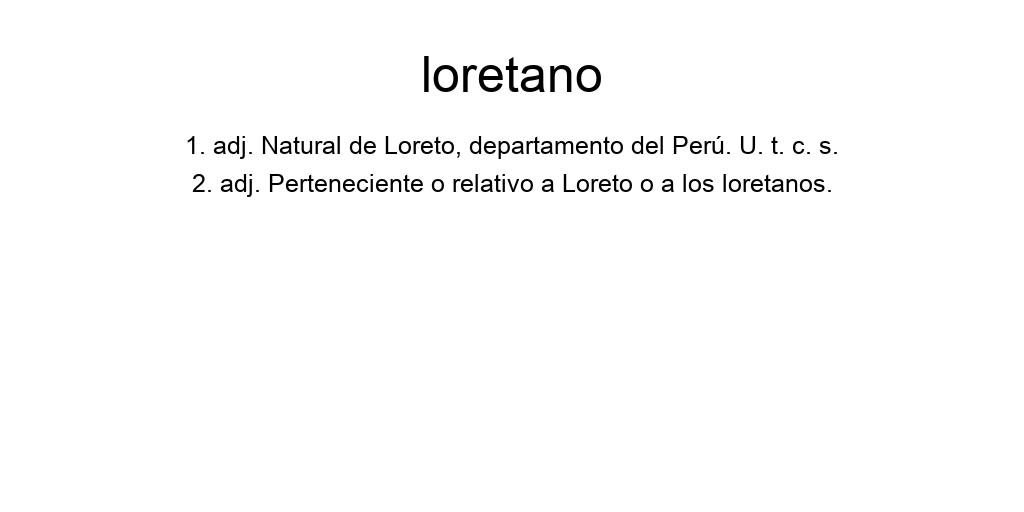 loretano
1. adj. Natural de Loreto, departamento del Perú. U. t. c. s.
2. adj. Perteneciente o relativo a Loreto o a los loretanos.